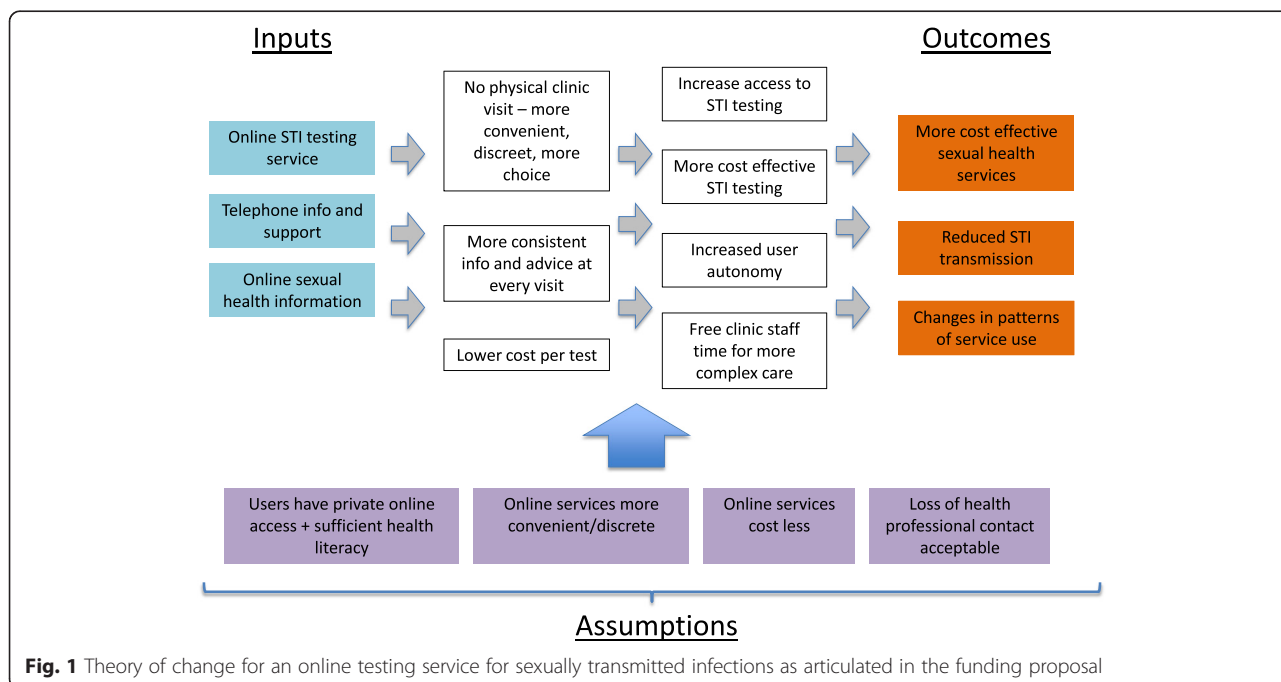 Inputs
Outcomes
Online STI testing
service
Telephone info and
support
Online sexual
health information
No physical clinic
visit – more
convenient,
discreet, more
choice
More consistent
info and advice at
every visit
Lower cost per test
Increase access to
STI testing
More cost effective
STI testing
Increased user
autonomy
Free clinic staff
time for more
complex care
More cost effective
sexual health
services
Reduced STI
transmission
Changes in patterns
of service use
Users have private online
access + sufficient health
literacy
Online services more
convenient/discrete
Online services
cost less
Loss of health
professional contact
acceptable
Assumptions
Fig. 1 Theory of change for an online testing service for sexually transmitted infections as articulated in the funding proposal